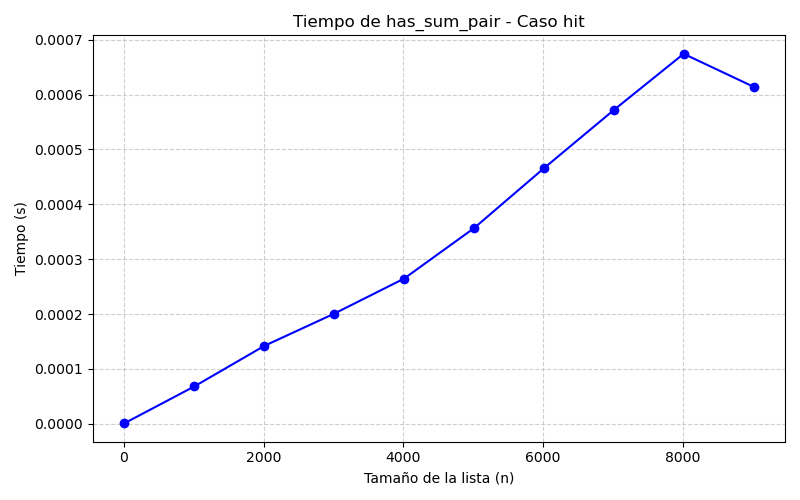 Tiempo de has_sum_pair - Caso hit
0.0007
0.0006
0.0005
0.0004
0.0003
0.0002
0.0001
0.0000
Tiempo (s)
0 2000 4000 6000 8000
Tamaño de la lista (n)